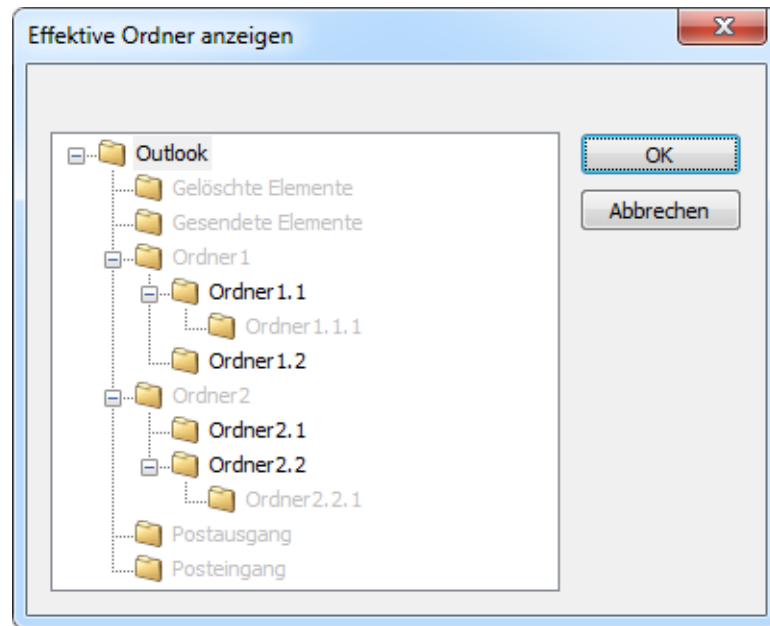 Effektive Ordner anzeigen
Outlook
Gelöschte Elemente
Gesendete Elemente
Ordner1
Ordner1.1
Ordner1.1.1
Ordner1.2
Ordner2
Ordner2.1
Ordner2.2
Ordner2.2.1
Postausgang
Posteingang
OK
Abbrechen